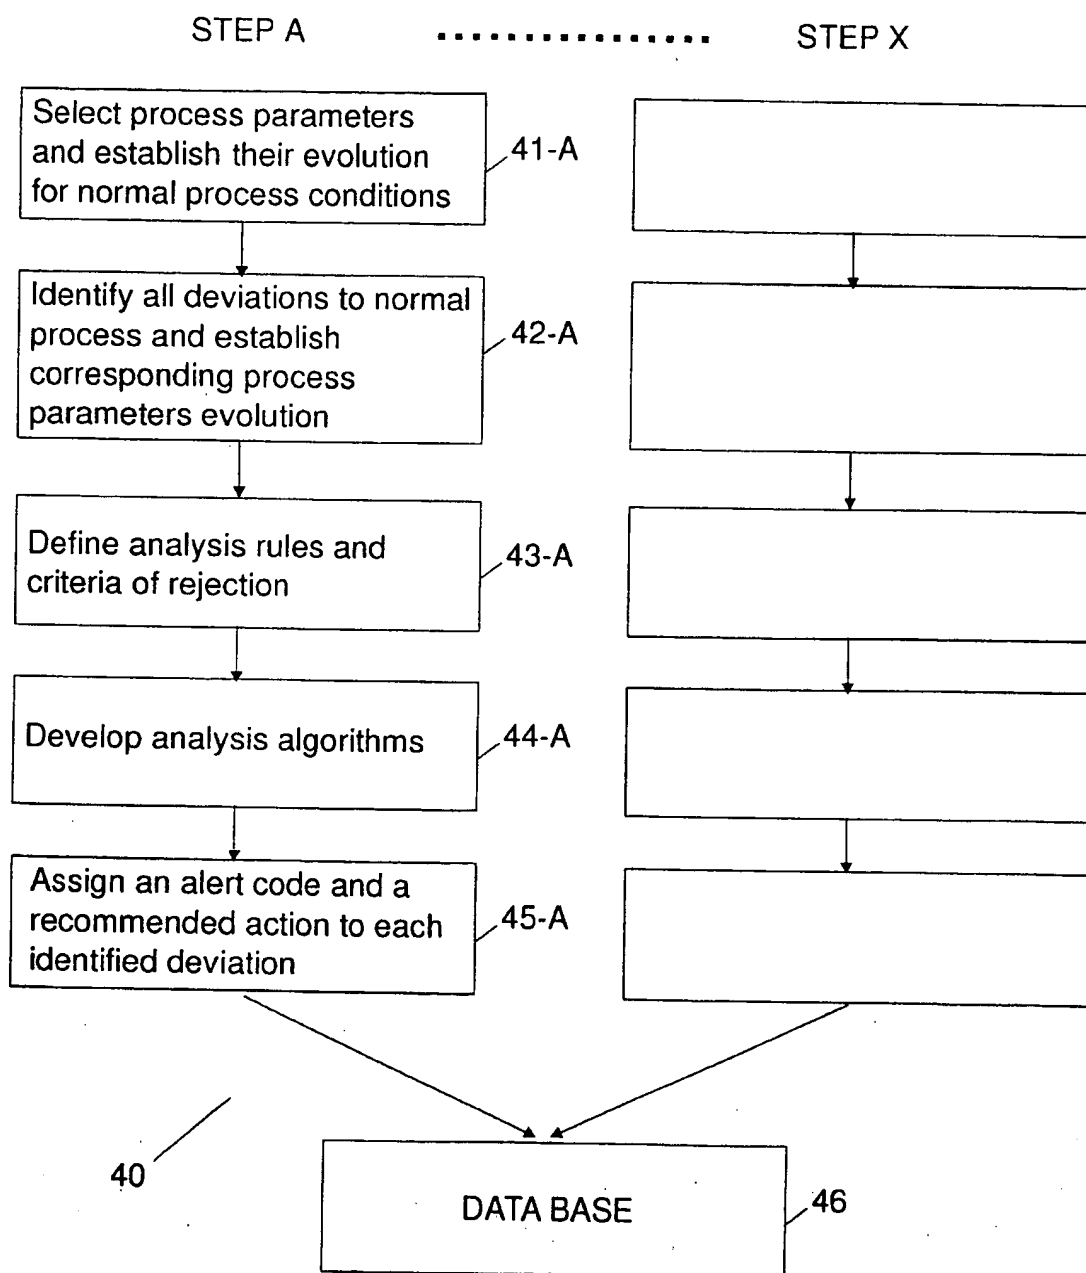 STEP A ............... STEP X
Select process parameters
and establish their evolution
for normal process conditions
41-A
Identify all deviations to normal
process and establish
corresponding process
parameters evolution
42-A
Define analysis rules and
criteria of rejection
43-A
Develop analysis algorithms
44-A
Assign an alert code and a
recommended action to each
identified deviation
45-A
40
DATA BASE
46